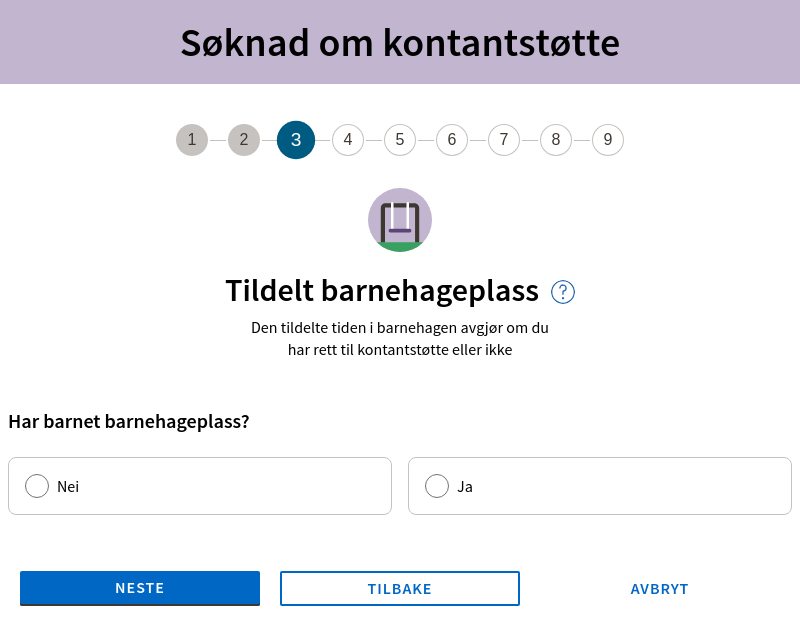 Søknad om kontantstøtte
1 2 3 4 5 6 7 8 9
Tildelt barnehageplass ?
Den tildelte tiden i barnehagen avgjør om du
har rett til kontantstøtte eller ikke
Har barnet barnehageplass?
Nei Ja
NESTE TILBAKE AVBRYT